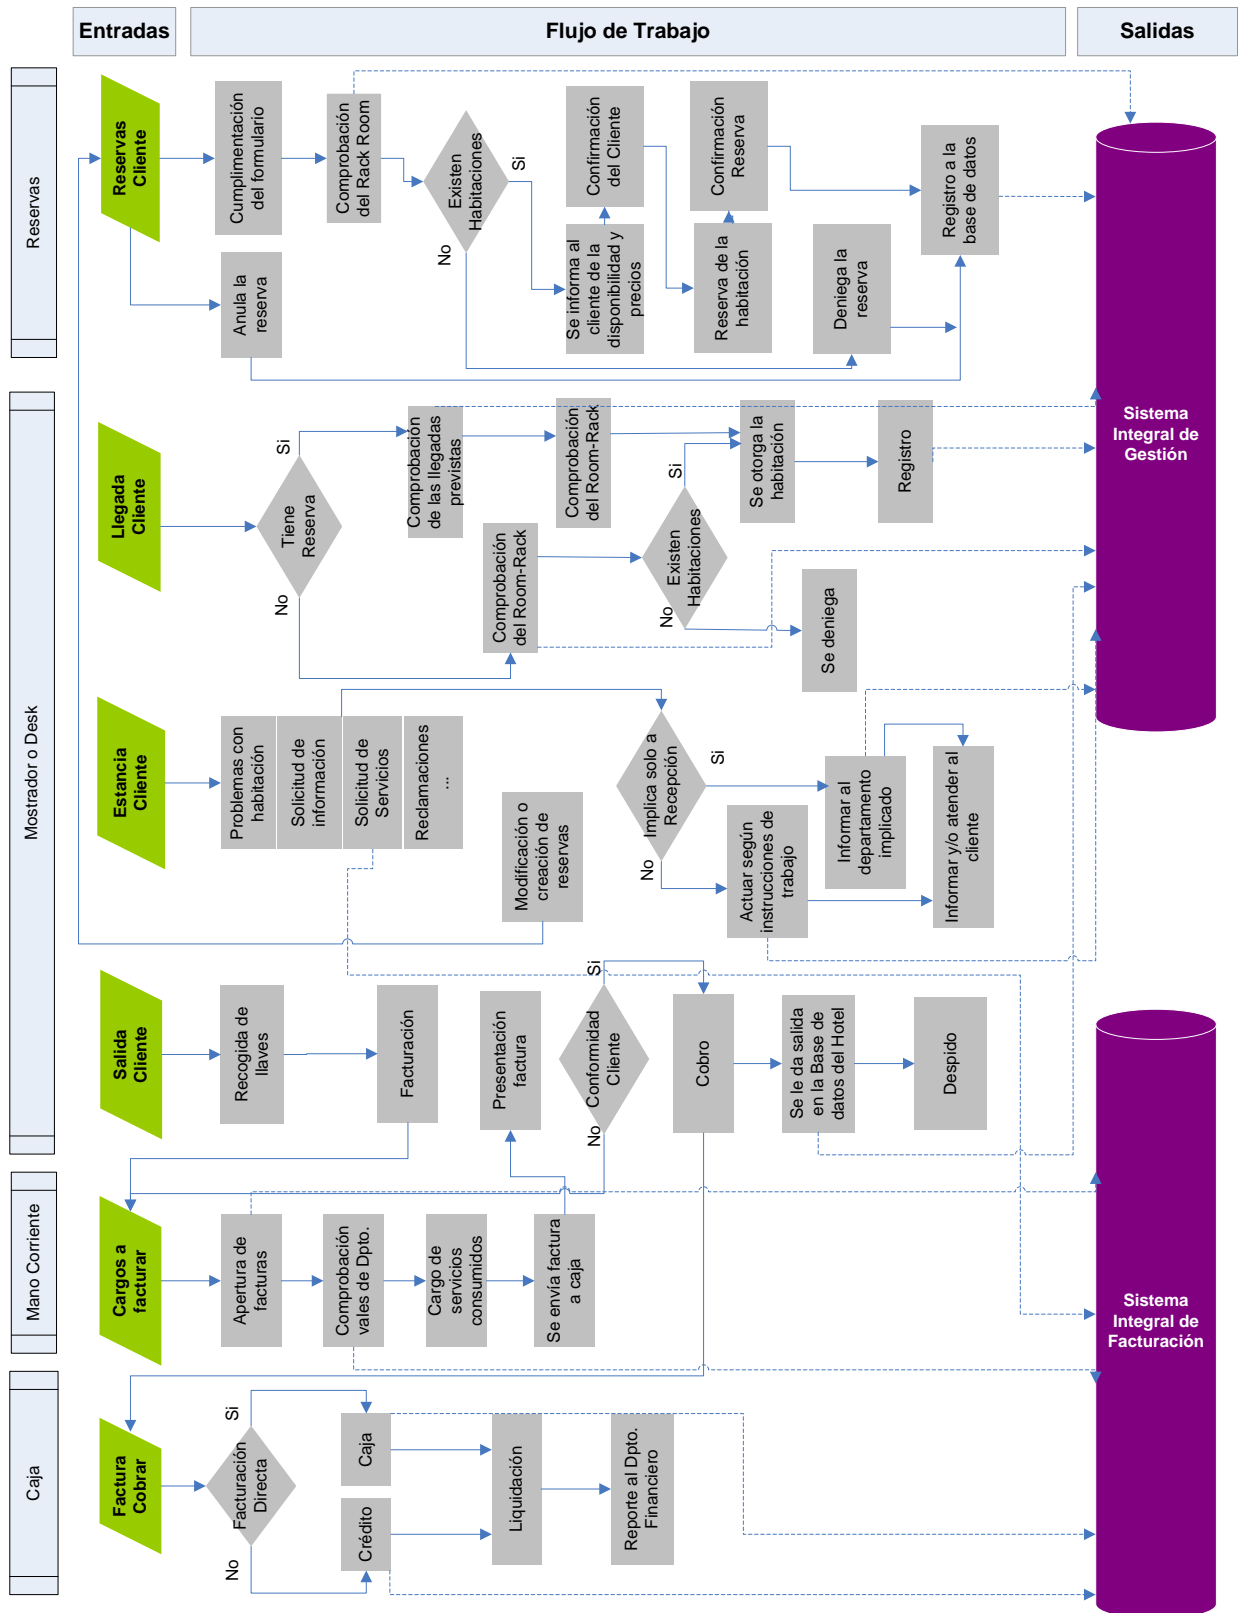 Entradas
Flujo de Trabajo
Salidas
Reservas
Reservas
Cliente
Cumplimentación
del formulario
Comprobación
del Rack Room
Existen
Habitaciones
Si
No
Se informa al
cliente de la
disponibilidad y
precios
Confirmación
del Cliente
Reserva de la
habitación
Confirmación
Reserva
Deniega la
reserva
Registro a la
base de datos
Anula la
reserva
Mostrador o Desk
Llegada
Cliente
Tiene
Reserva
Si
No
Comprobación
de las llegadas
previstas
Comprobación
del Room-Rack
Comprobación
del Room-Rack
Existen
Habitaciones
Si
No
Se otorga la
habitación
Registro
Se deniega
Sistema
Integral de
Gestión
Estancia
Cliente
Problemas con
habitación
Solicitud de
información
Solicitud de
Servicios
Reclamaciones
...
Modificación o
creación de
reservas
Implica solo a
Recepción
Si
No
Actuar según
instrucciones de
trabajo
Informar al
departamento
implicado
Informar y/o atender al
cliente
Salida
Cliente
Recogida de
llaves
Facturación
Presentación
factura
Conformidad
Cliente
Si
No
Cobro
Se le da salida
en la Base de
datos del Hotel
Despido
Mano Corriente
Cargos a
facturar
Apertura de
facturas
Comprobación
vales de Dpto.
Cargo de
servicios
consumidos
Se envía factura
a caja
Sistema
Integral de
Facturación
Caja
Factura
Cobrar
Facturación
Directa
Si
No
Caja
Crédito
Liquidación
Reporte al Dpto.
Financiero